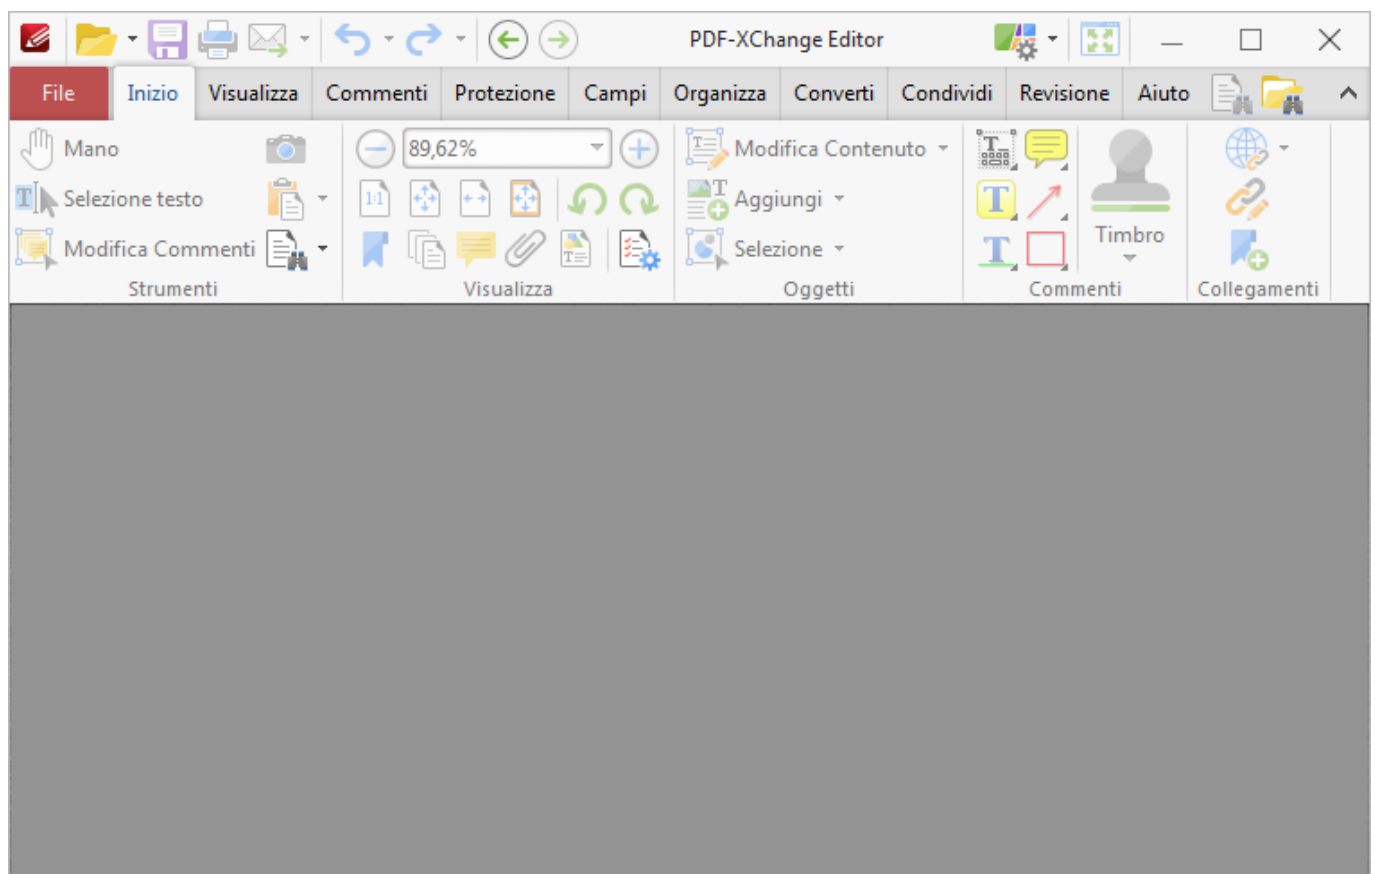 PDF-XChange Editor
File Inizio Visualizza Commenti Protezione Campi Organizza Converti Condividi Revisione Aiuto
Mano 89,62% Modifica Contenuto
Selezione testo 1:1 Aggiungi
Modifica Commenti Selezione Timbro
Strumenti Visualizza Oggetti Commenti Collegamenti